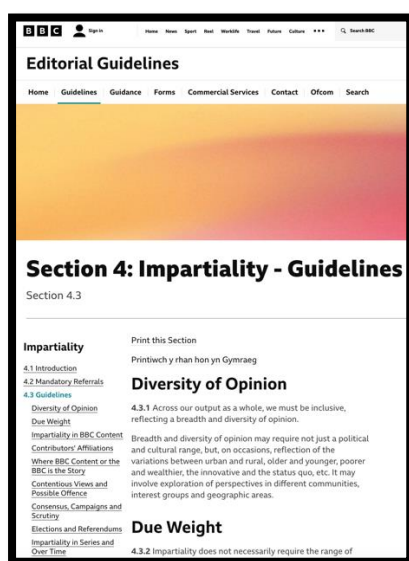 BBC Sign in Home News Sport Reel Worklife Travel Future Culture Search BBC
Editorial Guidelines
Home Guidelines Guidance Forms Commercial Services Contact Ofcom Search
Section 4: Impartiality - Guidelines
Section 4.3
Print this Section
Impartiality
Printiwch y rhan hon yn Gymraeg
4.1 Introduction
4.2 Mandatory Referrals
4.3 Guidelines
Diversity of Opinion
Due Weight
Impartiality in BBC Content
Contributors' Affiliations
Where BBC Content or the
BBC is the Story
Contentious Views and
Possible Offence
Consensus, Campaigns and
Scrutiny
Elections and Referendums
Impartiality in Series and
Over Time
Diversity of Opinion
4.3.1 Across our output as a whole, we must be inclusive,
reflecting a breadth and diversity of opinion.
Breadth and diversity of opinion may require not just a political
and cultural range, but, on occasions, reflection of the
variations between urban and rural, older and younger, poorer
and wealthier, the innovative and the status quo, etc. It may
involve exploration of perspectives in different communities,
interest groups and geographic areas.
Due Weight
4.3.2 Impartiality does not necessarily require the range of